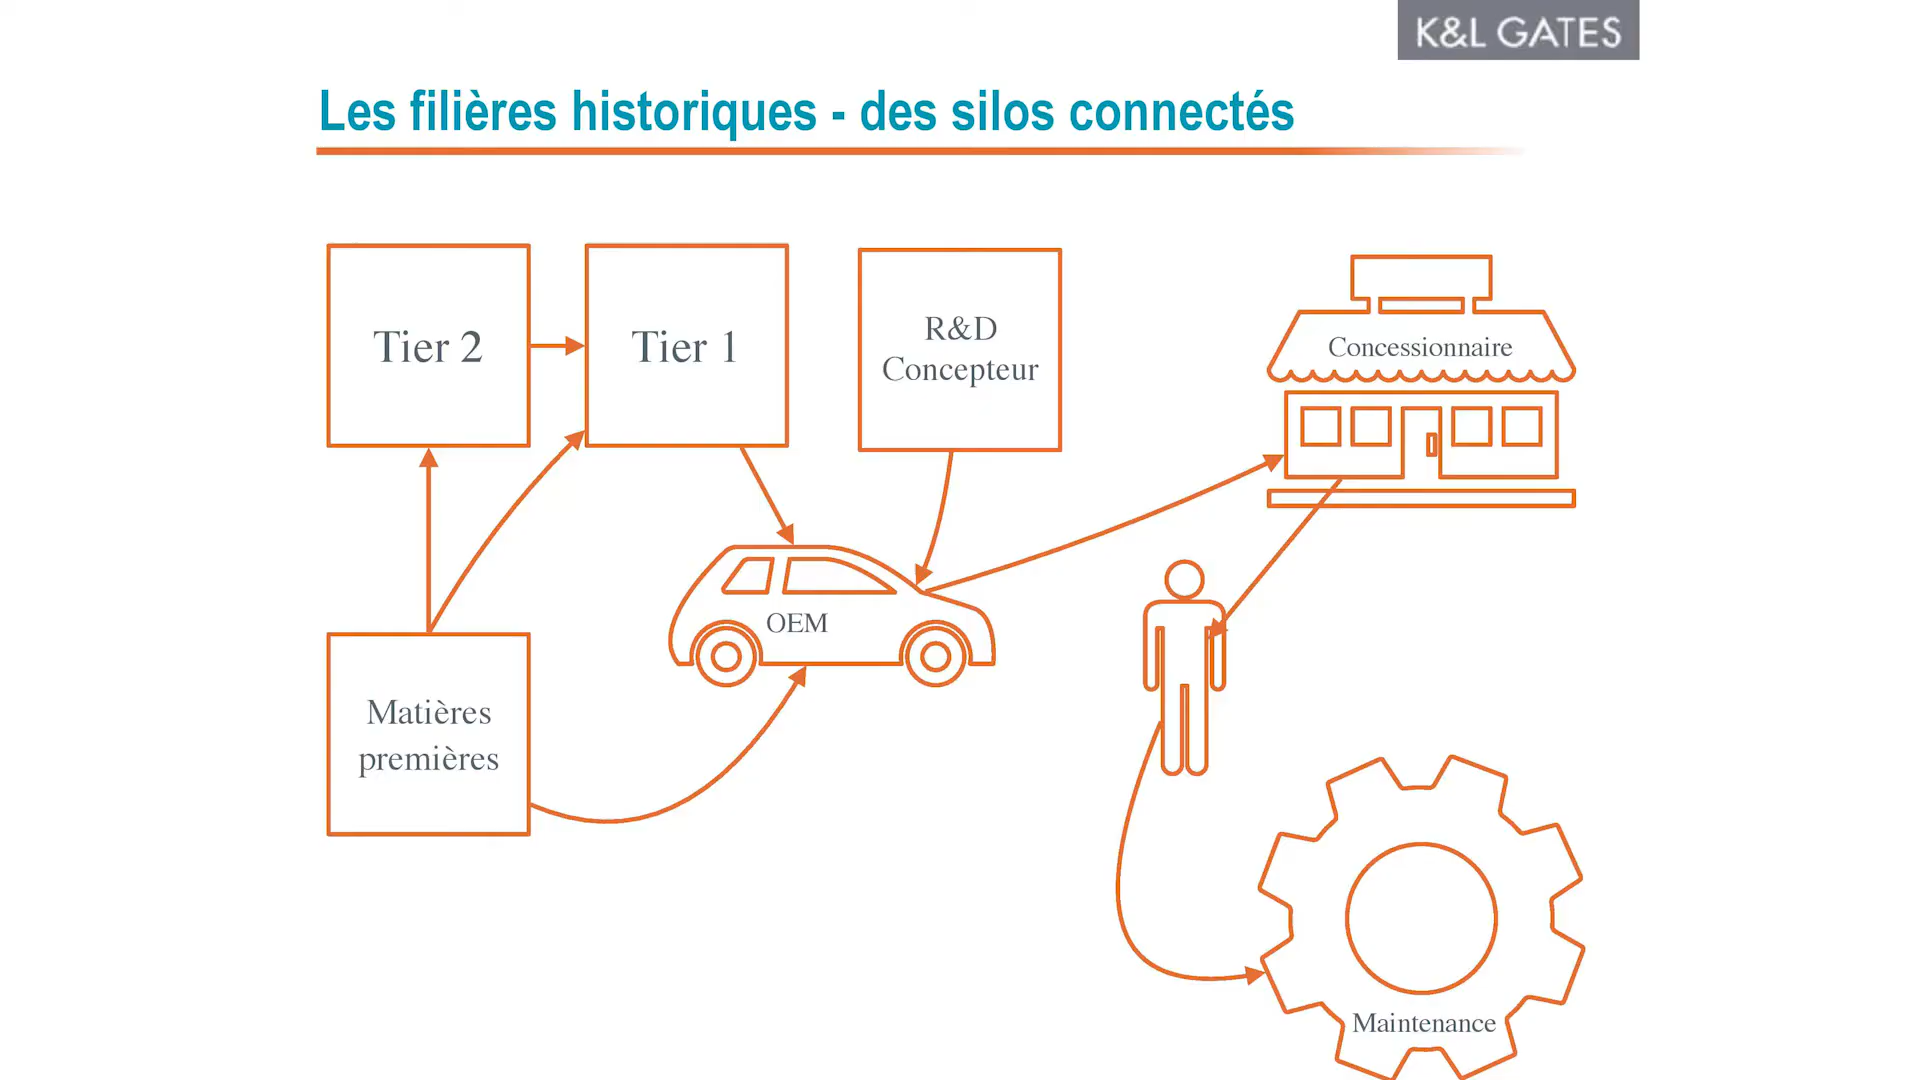 K&L GATES
Les filières historiques - des silos connectés
Tier 2
Tier 1
R&D
Concepteur
Concessionnaire
OEM
Matières
premières
Maintenance